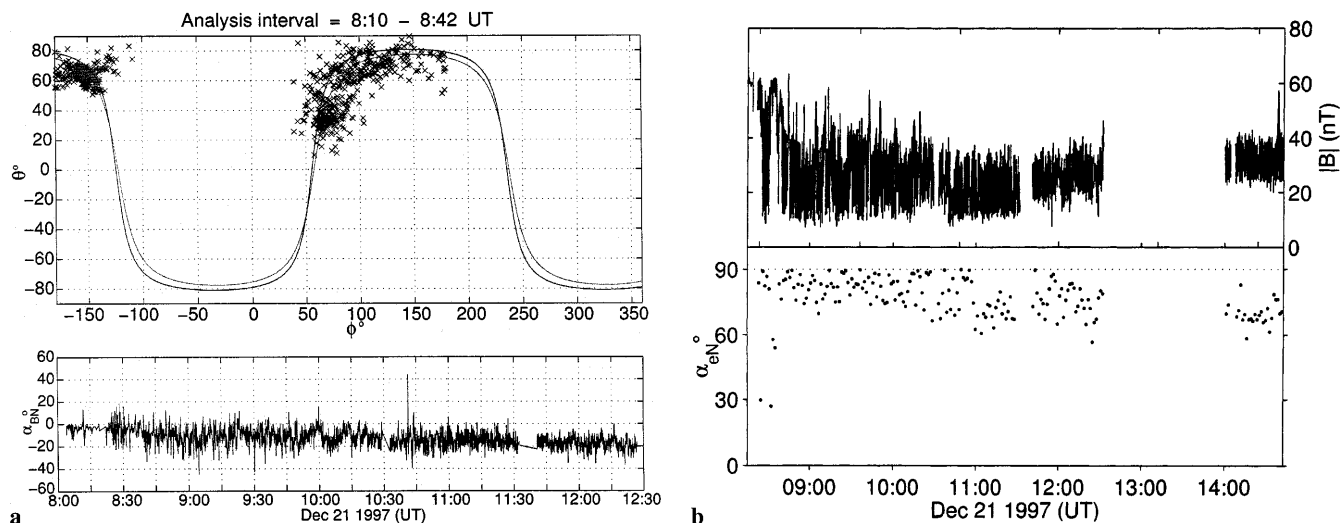 Analysis interval = 8:10 – 8:42 UT
80
60
40
20
0
−20
−40
−60
−80
θ°
−150 −100 −50 0 50 100 150 200 250 300 350
ϕ°
60
40
20
0
−20
−40
−60
α°BN
8:00 8:30 9:00 9:30 10:00 10:30 11:00 11:30 12:00 12:30
Dec 21 1997 (UT)
a
80
60
40
20
0
|B| (nT)
90
60
30
0
αeN°
09:00 10:00 11:00 12:00 13:00 14:00
Dec 21 1997 (UT)
b